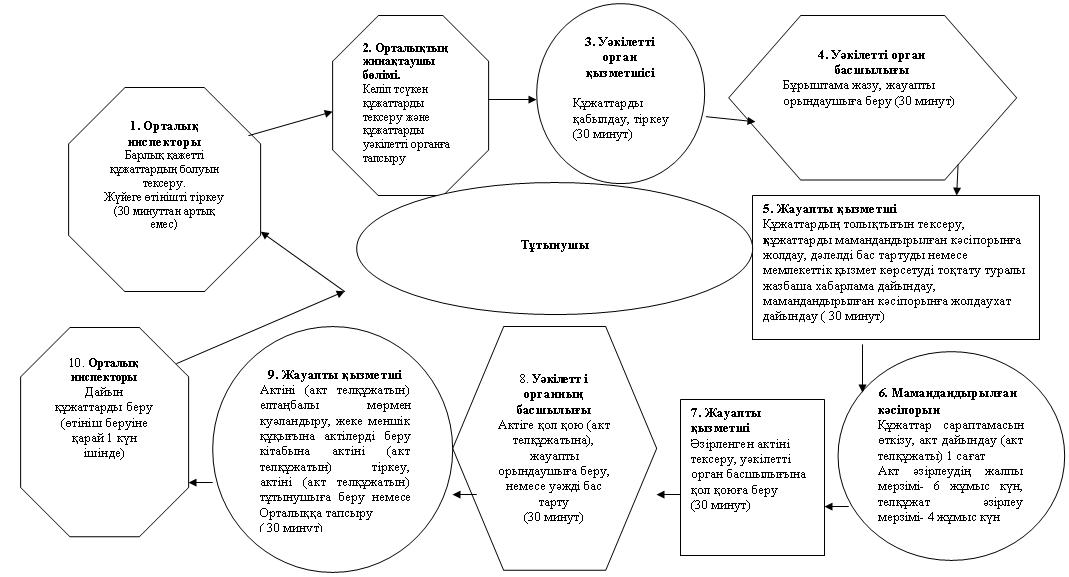 1. Орталық
инспекторы
Барлық қажетті
құжаттардың болуын
тексеру.
Жүйеге өтінішті тіркеу
(30 минуттан артық
емес)
2. Орталықтың
жинақтаушы
бөлімі.
Келіп тсүкен
құжаттарды
тексеру және
құжаттарды
уәкілетті органға
тапсыру
3. Уәкілетті
орган
қызметшісі
Құжаттарды
қабылдау, тіркеу
(30 минут)
4. Уәкілетті орган
басшылығы
Бұрыштама жазу, жауапты
орындаушыға беру (30 минут)
Тұтынушы
5. Жауапты қызметші
Құжаттардың толықтығын тексеру,
құжаттарды мамандандырылған кәсіпорынға
жолдау, дәлелді бас тартуды немесе
мемлекеттік қызмет көрсетуді тоқтату туралы
жазбаша хабарлама дайындау,
мамандандырылған кәсіпорынға жолдаухат
дайындау ( 30 минут)
6. Мамандандырылған
кәсіпорын
Құжаттар сараптамасын
өткізу, акт дайындау (акт
телқұжаты) 1 сағат
Акт әзірлеудің жалпы
мерзімі- 6 жұмыс күн,
телқұжат әзірлеу
мерзімі- 4 жұмыс күн
7. Жауапты
қызметші
Әзірленген актіні
тексеру, уәкілетті
орган басшылығына
қол қоюға беру
(30 минут)
8. Уәкілетт і
органның
басшылығы
Актіге қол қою (акт
телқұжатына),
жауапты
орындаушыға беру,
немесе уәжді бас
тарту
(30 минут)
9. Жауапты қызметші
Актіні (акт телқұжатын)
елтаңбалы мөрмен
куәландыру, жеке меншік
құқығына актілерді беру
кітабына актіні (акт
телқұжатын) тіркеу,
актіні (акт телқұжатын)
тұтынушыға беру немесе
Орталыққа тапсыру
( 30 минут)
10. Орталық
инспекторы
Дайын
құжаттарды беру
(өтініш беруіне
қарай 1 күн
ішінде)